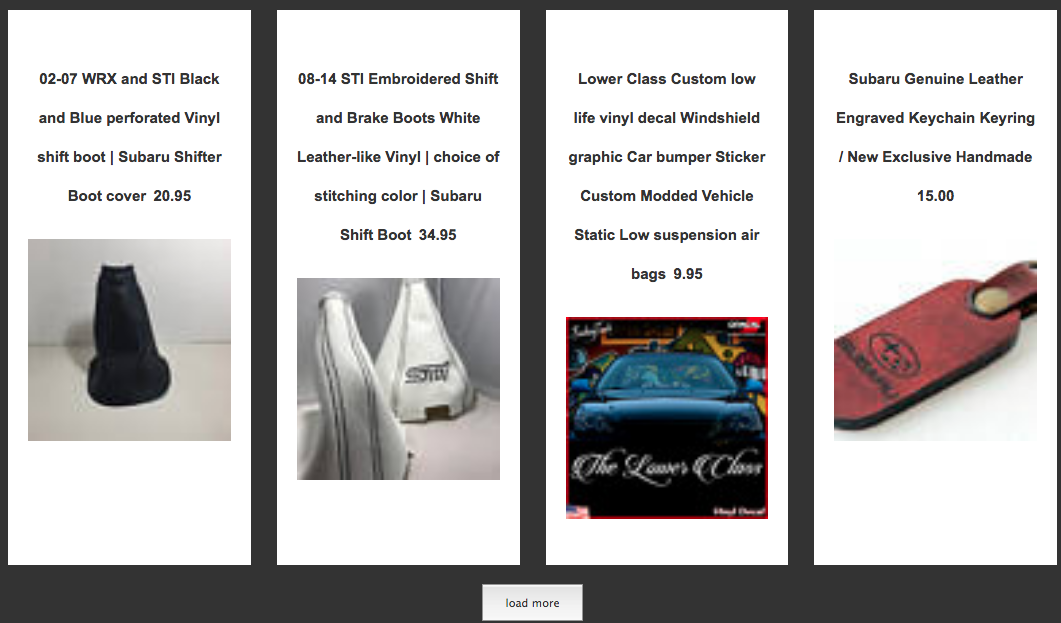 02-07 WRX and STI Black
and Blue perforated Vinyl
shift boot | Subaru Shifter
Boot cover  20.95
08-14 STI Embroidered Shift
and Brake Boots White
Leather-like Vinyl | choice of
stitching color | Subaru
Shift Boot  34.95
STI
Lower Class Custom low
life vinyl decal Windshield
graphic Car bumper Sticker
Custom Modded Vehicle
Static Low suspension air
bags  9.95
The Lower Class
Vinyl Decal
Subaru Genuine Leather
Engraved Keychain Keyring
/ New Exclusive Handmade
15.00
SUBARU
load more